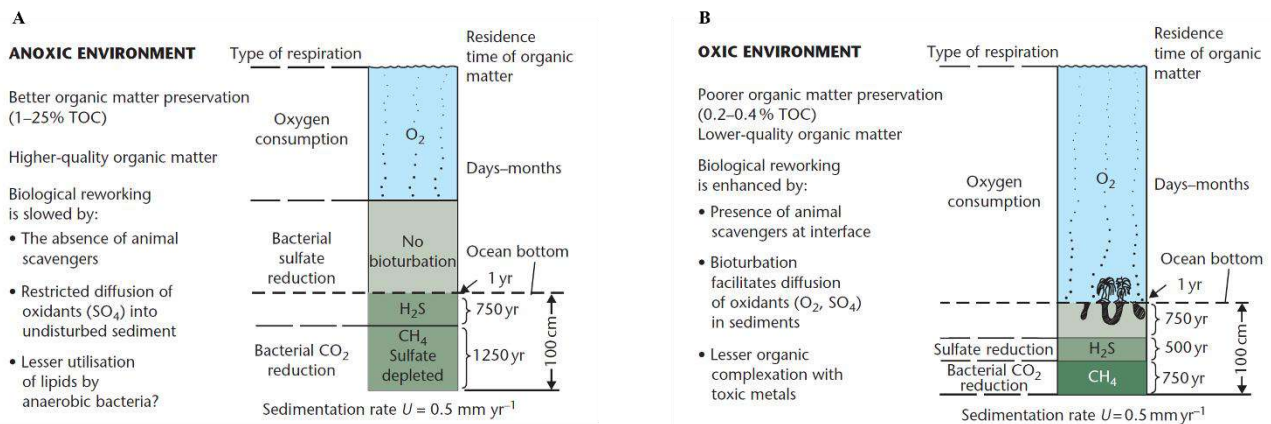 A
ANOXIC ENVIRONMENT
Better organic matter preservation
(1–25% TOC)
Higher-quality organic matter
Biological reworking
is slowed by:
• The absence of animal
scavengers
• Restricted diffusion of
oxidants (SO₄) into
undisturbed sediment
• Lesser utilisation
of lipids by
anaerobic bacteria?
Type of respiration
Oxygen
consumption
Bacterial
sulfate
reduction
Bacterial CO₂
reduction
O₂
No
bioturbation
H₂S
CH₄
Sulfate
depleted
Residence
time of organic
matter
Days–months
Ocean bottom
1 yr
750 yr
1250 yr
100 cm
Sedimentation rate U = 0.5 mm yr⁻¹
B
OXIC ENVIRONMENT
Poorer organic matter preservation
(0.2–0.4% TOC)
Lower-quality organic matter
Biological reworking
is enhanced by:
• Presence of animal
scavengers at interface
• Bioturbation
facilitates diffusion
of oxidants (O₂, SO₄)
in sediments
• Lesser organic
complexation with
toxic metals
Type of respiration
Oxygen
consumption
Sulfate reduction
Bacterial CO₂
reduction
O₂
H₂S
CH₄
Residence
time of organic
matter
Days–months
Ocean bottom
1 yr
750 yr
500 yr
750 yr
100 cm
Sedimentation rate U = 0.5 mm yr⁻¹